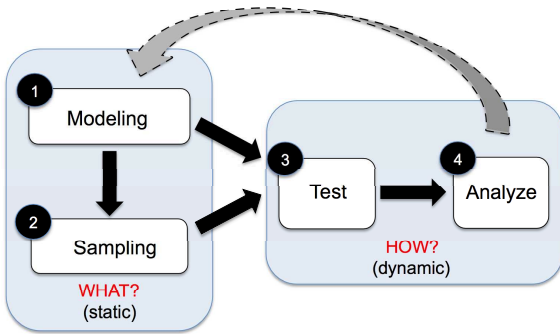 1
Modeling
2
Sampling
WHAT?
(static)
3
Test
4
Analyze
HOW?
(dynamic)